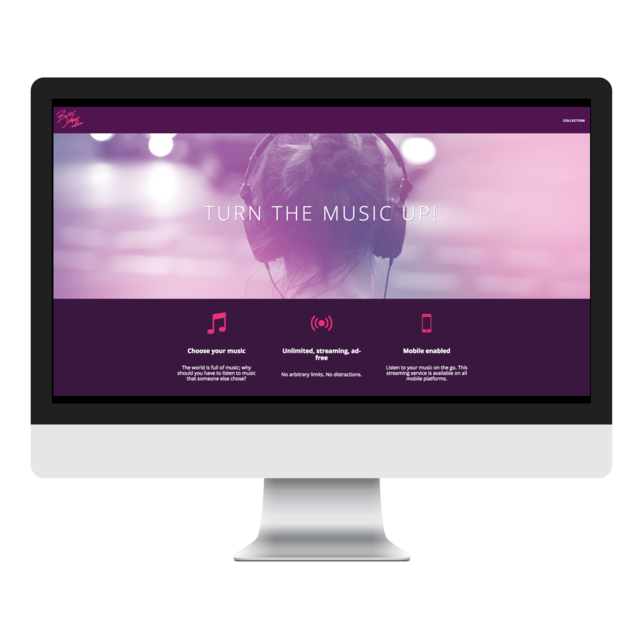 COLLECTION
TURN THE MUSIC UP!
Choose your music
The world is full of music; why
should you have to listen to music
that someone else chose?
Unlimited, streaming, ad-
free
No arbitrary limits. No distractions.
Mobile enabled
Listen to your music on the go. This
streaming service is available on all
mobile platforms.